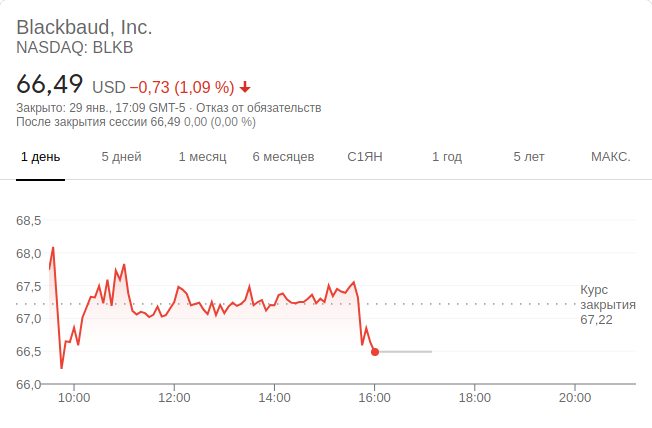 Blackbaud, Inc.
NASDAQ: BLKB
66,49 USD −0,73 (1,09 %)
Закрыто: 29 янв., 17:09 GMT-5 · Отказ от обязательств
После закрытия сессии 66,49 0,00 (0,00 %)
1 день 5 дней 1 месяц 6 месяцев С1ЯН 1 год 5 лет МАКС.
68,5
68,0
67,5
67,0
66,5
66,0
Курс
закрытия
67,22
10:00 12:00 14:00 16:00 18:00 20:00